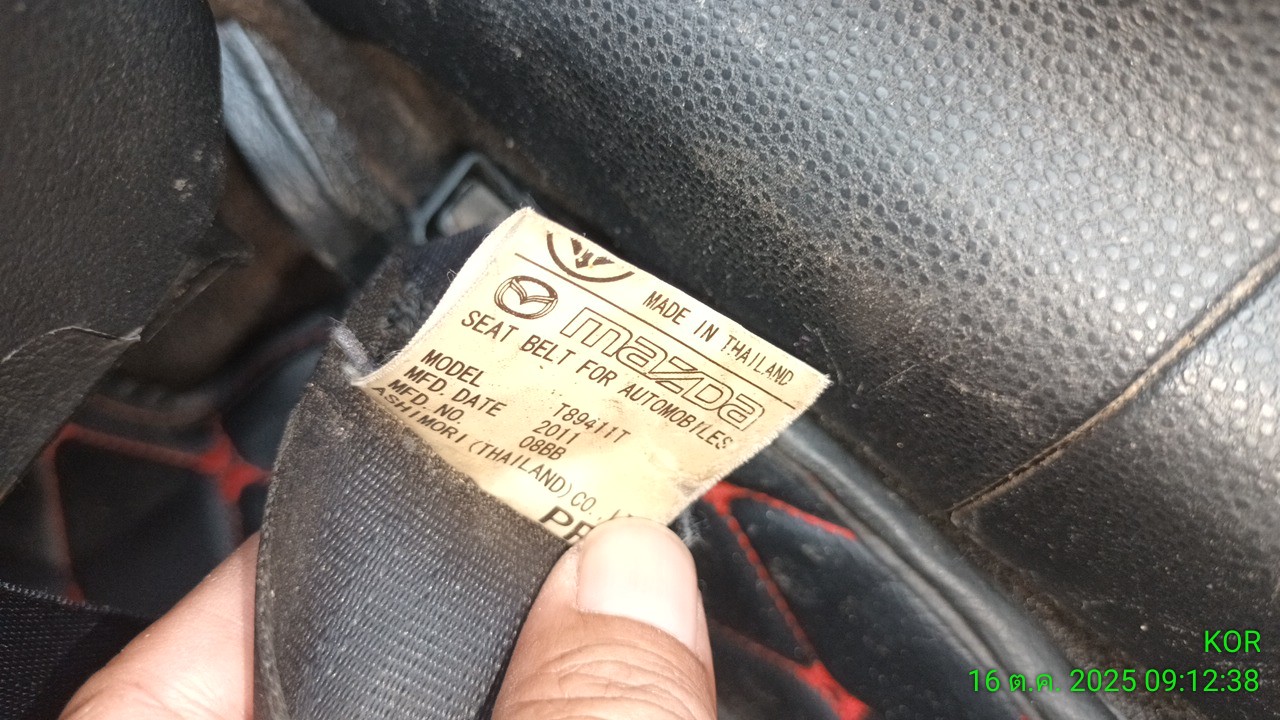 MADE IN THAILAND
mazda
SEAT BELT FOR AUTOMOBILES
MODEL T89411T
MFD. DATE 2011
MFD. NO 08BB
ASHIMORI (THAILAND) CO.,
KOR
16 ต.ค. 2025 09:12:38